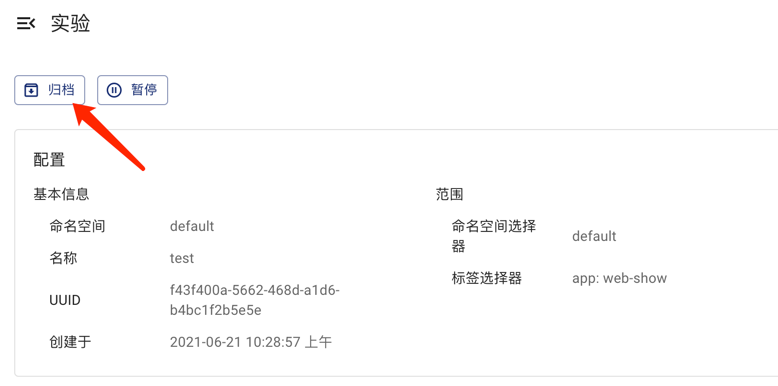 实验
归档 暂停
配置
基本信息
命名空间 default
名称 test
UUID f43f400a-5662-468d-a1d6-
b4bc1f2b5e5e
创建于 2021-06-21 10:28:57 上午
范围
命名空间选择
器 default
标签选择器 app: web-show